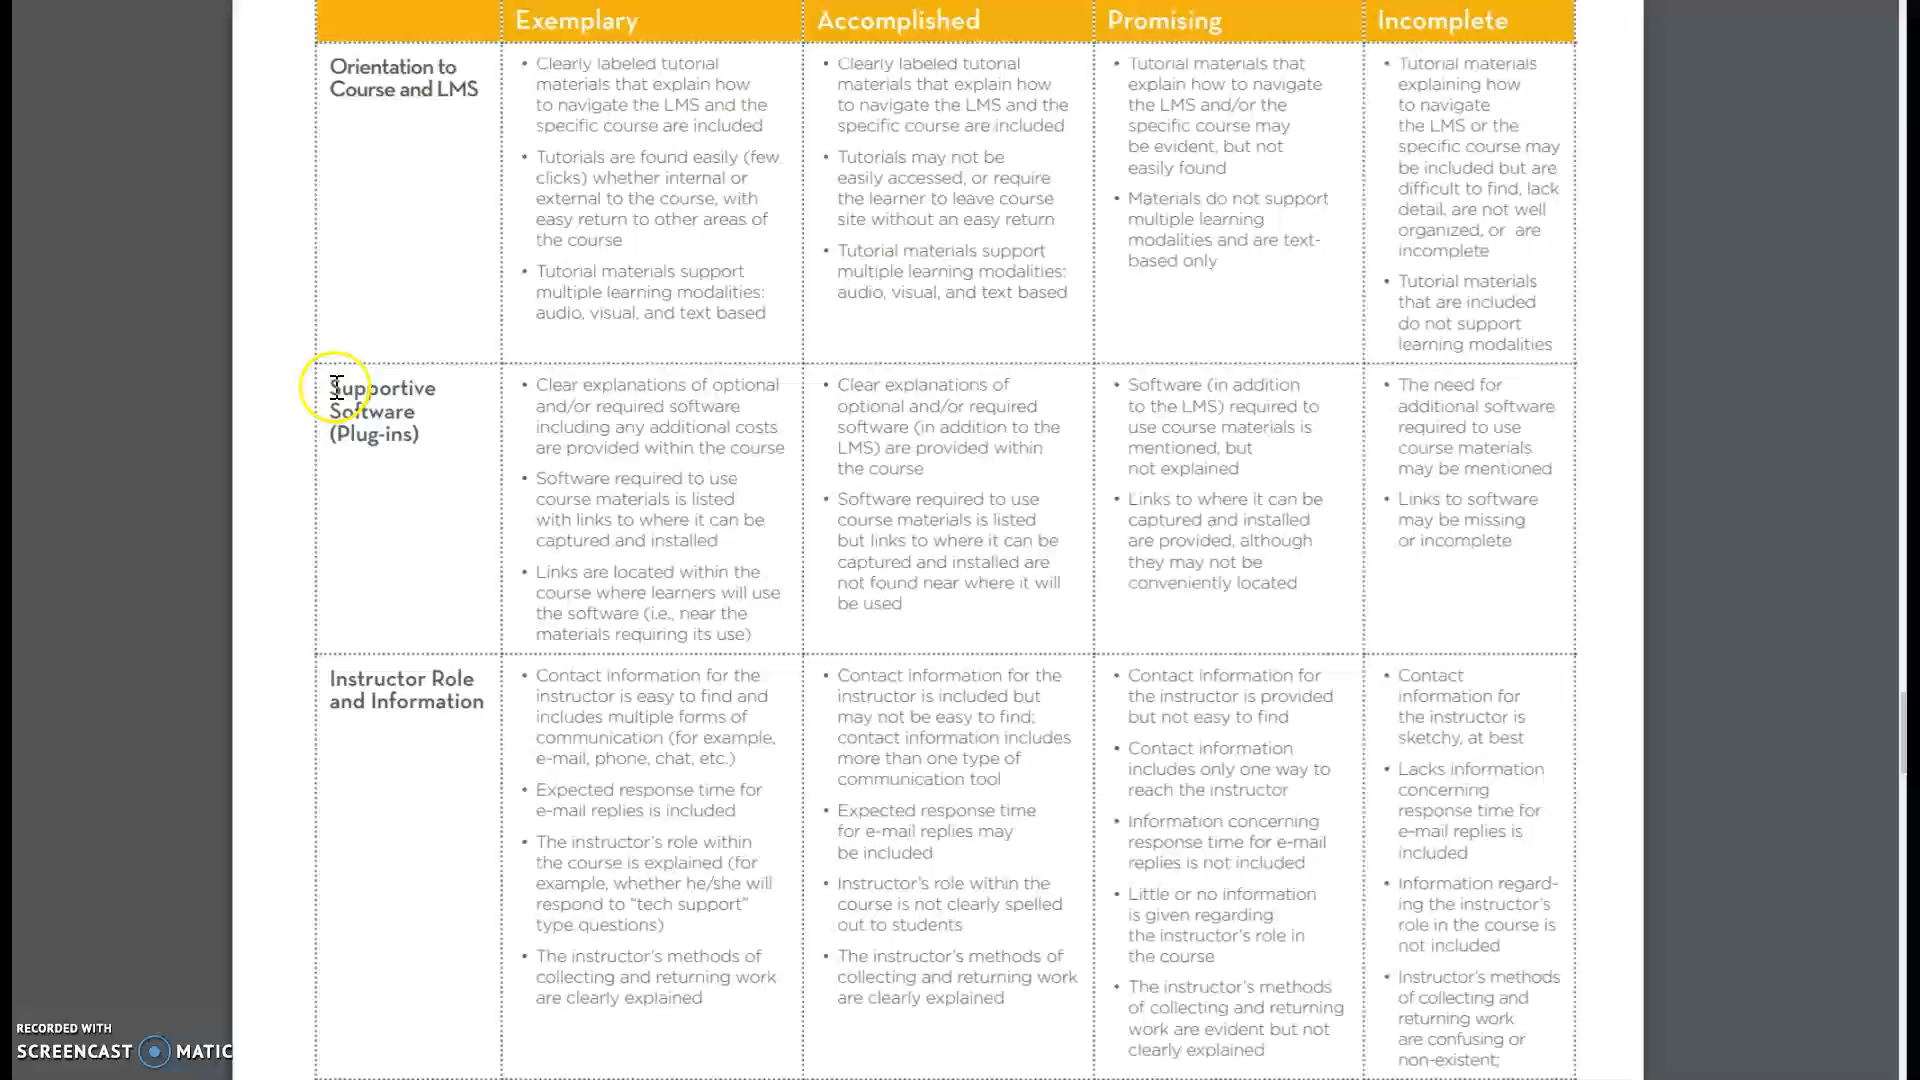 Exemplary
Accomplished
Promising
Incomplete
Orientation to
Course and LMS
• Clearly labeled tutorial
materials that explain how
to navigate the LMS and the
specific course are included
• Tutorials are found easily (few
clicks) whether internal or
external to the course, with
easy return to other areas of
the course
• Tutorial materials support
multiple learning modalities:
audio, visual, and text based
• Clearly labeled tutorial
materials that explain how
to navigate the LMS and the
specific course are included
• Tutorials may not be
easily accessed, or require
the learner to leave course
site without an easy return
• Tutorial materials support
multiple learning modalities:
audio, visual, and text based
• Tutorial materials that
explain how to navigate
the LMS and/or the
specific course may
be evident, but not
easily found
• Materials do not support
multiple learning
modalities and are text-
based only
• Tutorial materials
explaining how
to navigate
the LMS or the
specific course may
be included but are
difficult to find, lack
detail, are not well
organized, or are
incomplete
• Tutorial materials
that are included
do not support
learning modalities
Supportive
Software
(Plug-ins)
• Clear explanations of optional
and/or required software
including any additional costs
are provided within the course
• Software required to use
course materials is listed
with links to where it can be
captured and installed
• Links are located within the
course where learners will use
the software (i.e., near the
materials requiring its use)
• Clear explanations of
optional and/or required
software (in addition to the
LMS) are provided within
the course
• Software required to use
course materials is listed
but links to where it can be
captured and installed are
not found near where it will
be used
• Software (in addition
to the LMS) required to
use course materials is
mentioned, but
not explained
• Links to where it can be
captured and installed
are provided, although
they may not be
conveniently located
• The need for
additional software
required to use
course materials
may be mentioned
• Links to software
may be missing
or incomplete
Instructor Role
and Information
• Contact information for the
instructor is easy to find and
includes multiple forms of
communication (for example,
e-mail, phone, chat, etc.)
• Expected response time for
e-mail replies is included
• The instructor's role within
the course is explained (for
example, whether he/she will
respond to "tech support"
type questions)
• The instructor's methods of
collecting and returning work
are clearly explained
• Contact information for the
instructor is included but
may not be easy to find;
contact information includes
more than one type of
communication tool
• Expected response time
for e-mail replies may
be included
• Instructor's role within the
course is not clearly spelled
out to students
• The instructor's methods of
collecting and returning work
are clearly explained
• Contact information for
the instructor is provided
but not easy to find
• Contact information
includes only one way to
reach the instructor
• Information concerning
response time for e-mail
replies is not included
• Little or no information
is given regarding
the instructor's role in
the course
• The instructor's methods
of collecting and returning
work are evident but not
clearly explained
• Contact
information for
the instructor is
sketchy, at best
• Lacks information
concerning
response time for
e-mail replies is
included
• Information regard-
ing the instructor's
role in the course is
not included
• Instructor's methods
of collecting and
returning work
are confusing or
non-existent;
RECORDED WITH
SCREENCAST MATIC